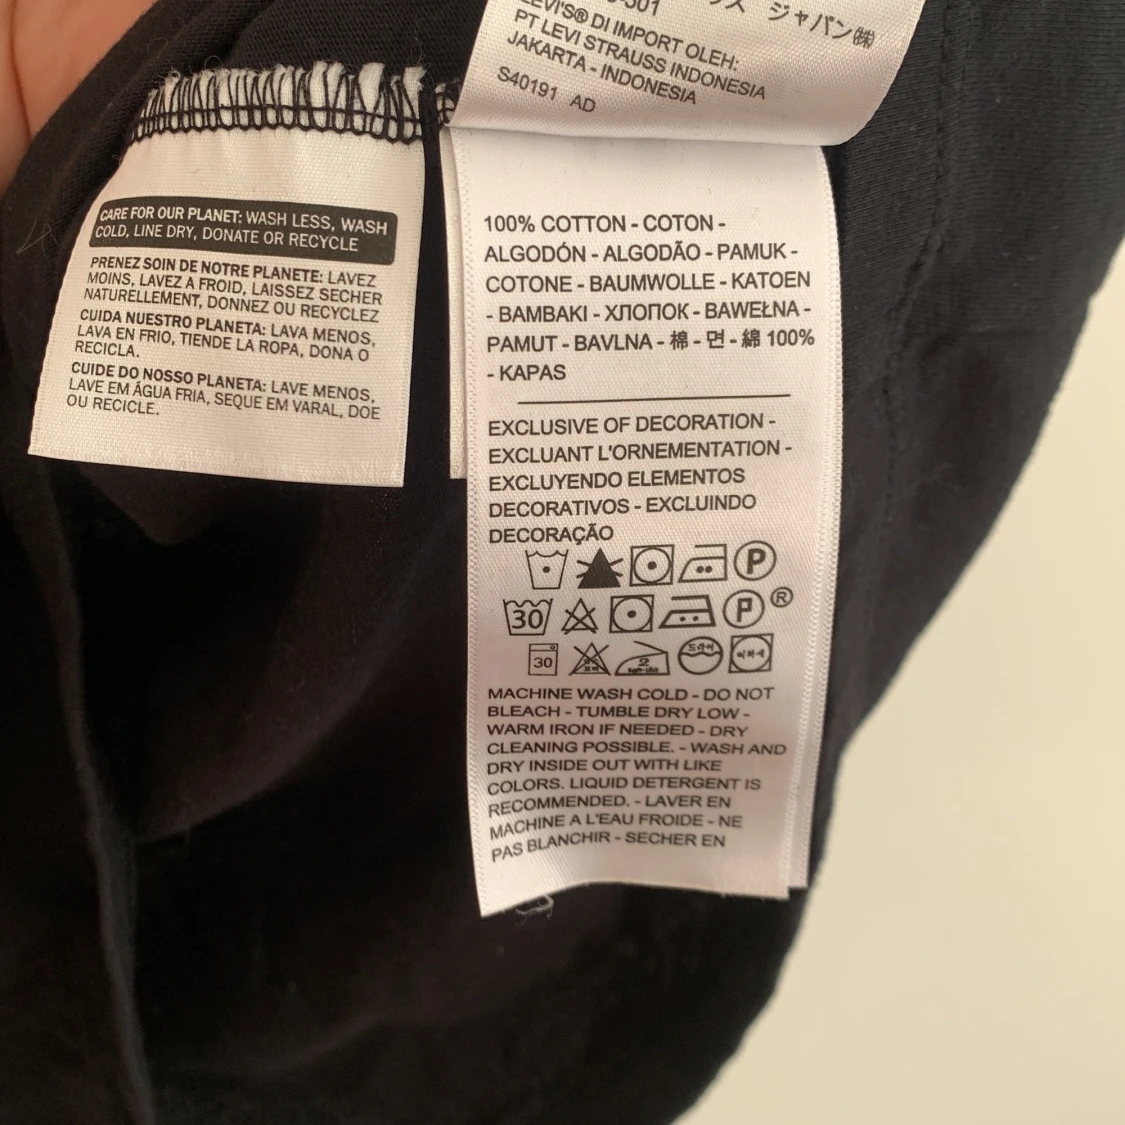 ジャパン㈱
-501
LEVI'S® DI IMPORT OLEH:
PT LEVI STRAUSS INDONESIA
JAKARTA - INDONESIA
S40191 AD
CARE FOR OUR PLANET: WASH LESS, WASH
COLD, LINE DRY, DONATE OR RECYCLE
PRENEZ SOIN DE NOTRE PLANETE: LAVEZ
MOINS, LAVEZ A FROID, LAISSEZ SECHER
NATURELLEMENT, DONNEZ OU RECYCLEZ
CUIDA NUESTRO PLANETA: LAVA MENOS,
LAVA EN FRIO, TIENDE LA ROPA, DONA O
RECICLA.
CUIDE DO NOSSO PLANETA: LAVE MENOS,
LAVE EM ÁGUA FRIA, SEQUE EM VARAL, DOE
OU RECICLE.
100% COTTON - COTON -
ALGODÓN - ALGODÃO - PAMUK -
COTONE - BAUMWOLLE - KATOEN
- BAMBAKI - ХЛОПОК - BAWEŁNA -
PAMUT - BAVLNA - 棉 - 면 - 綿 100%
- KAPAS
EXCLUSIVE OF DECORATION -
EXCLUANT L'ORNEMENTATION -
EXCLUYENDO ELEMENTOS
DECORATIVOS - EXCLUINDO
DECORAÇÃO
P
30 P ®
30 2 드라이
MACHINE WASH COLD - DO NOT
BLEACH - TUMBLE DRY LOW -
WARM IRON IF NEEDED - DRY
CLEANING POSSIBLE. - WASH AND
DRY INSIDE OUT WITH LIKE
COLORS. LIQUID DETERGENT IS
RECOMMENDED. - LAVER EN
MACHINE A L'EAU FROIDE - NE
PAS BLANCHIR - SECHER EN